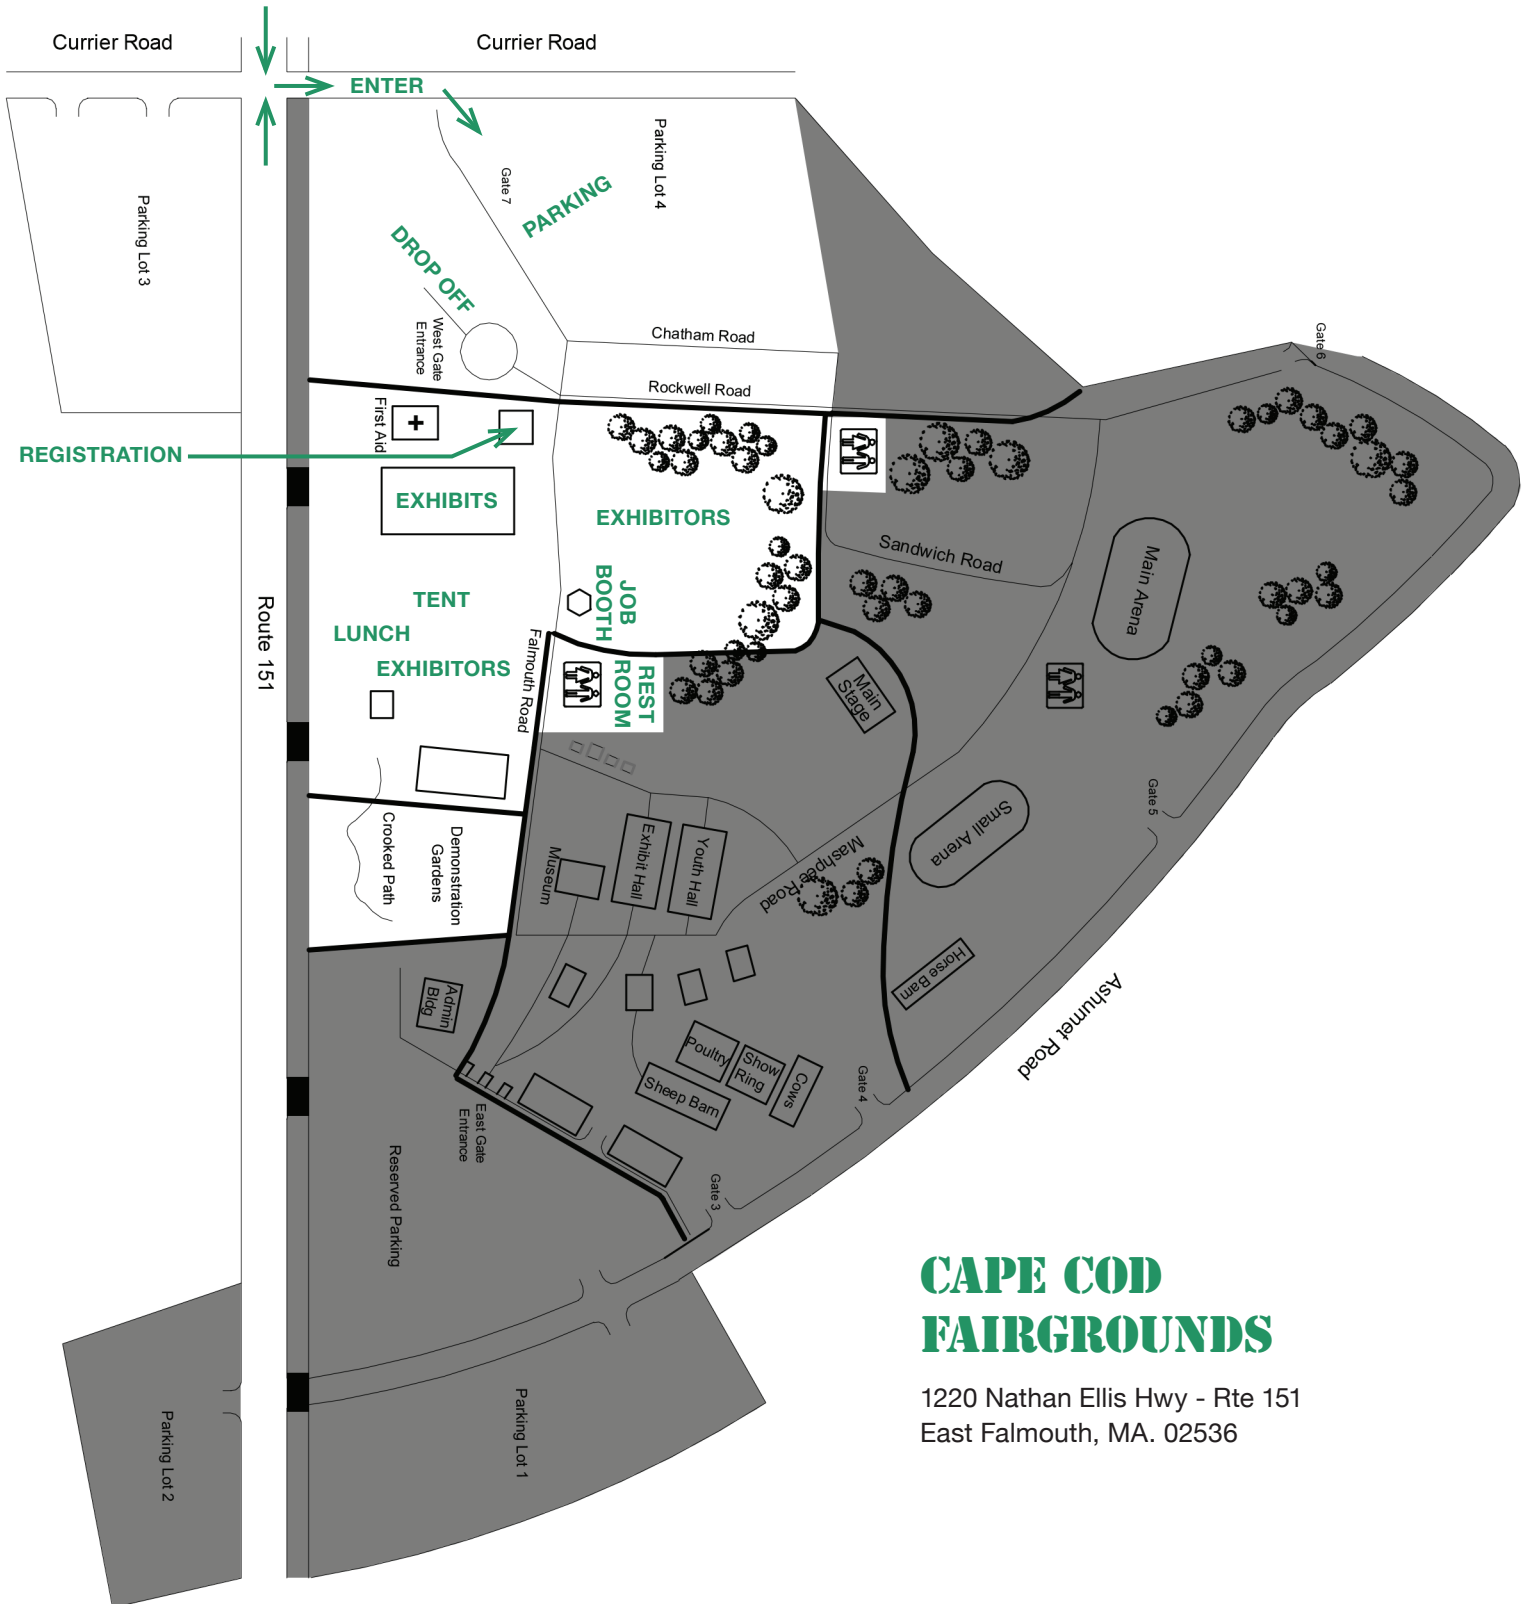 Currier Road
Currier Road
ENTER
Parking Lot 3
Gate 7
PARKING
Parking Lot 4
DROP OFF
West Gate
Entrance
Chatham Road
Rockwell Road
Gate 6
First Aid
REGISTRATION
EXHIBITS
EXHIBITORS
Sandwich Road
Main Arena
JOB
BOOTH
TENT
LUNCH
EXHIBITORS
Route 151
Falmouth Road
REST
ROOM
Main
Stage
Gate 5
Small Arena
Crooked Path
Demonstration
Gardens
Museum
Exhibit Hall
Youth Hall
Mashpee Road
Horse Barn
Ashumet Road
Admin
Bldg
Poultry
Show
Ring
Cows
Sheep Barn
Gate 4
East Gate
Entrance
Reserved Parking
Gate 3
CAPE COD
FAIRGROUNDS
1220 Nathan Ellis Hwy - Rte 151
East Falmouth, MA. 02536
Parking Lot 2
Parking Lot 1